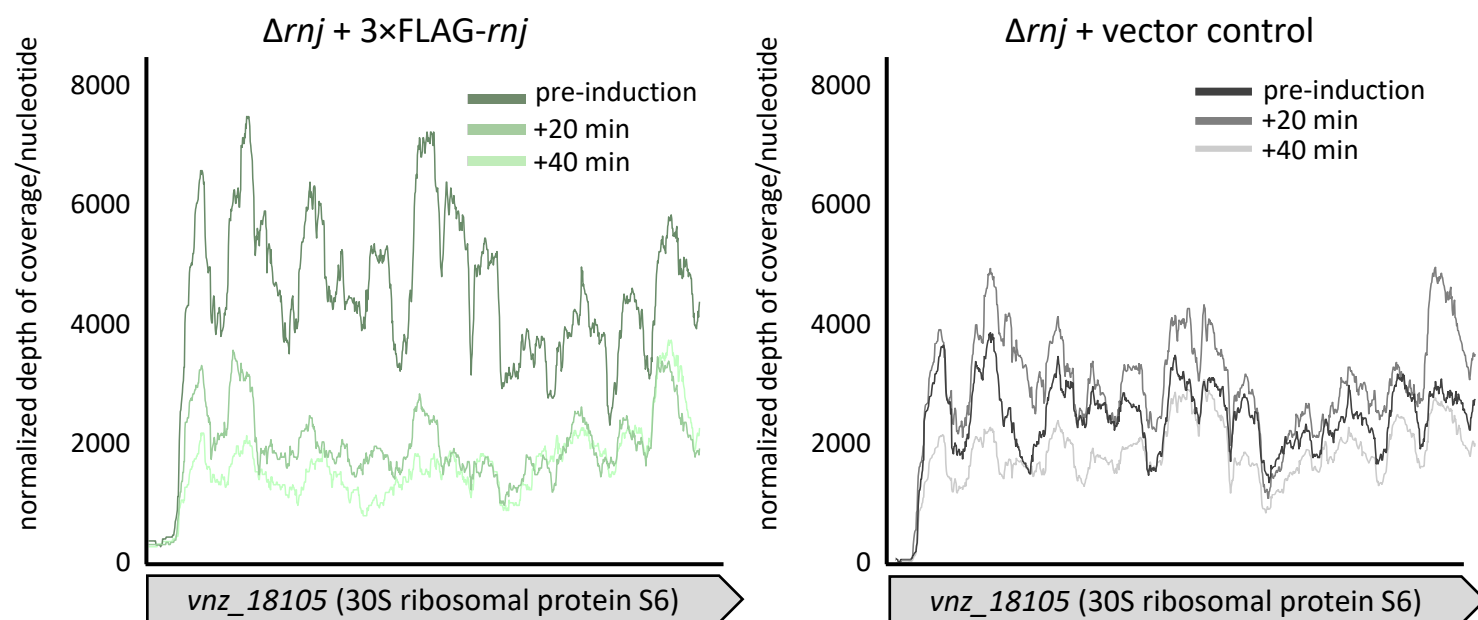 Δrnj + 3×FLAG-rnj
normalized depth of coverage/nucleotide
8000
6000
4000
2000
0
pre-induction
+20 min
+40 min
vnz_18105 (30S ribosomal protein S6)
Δrnj + vector control
normalized depth of coverage/nucleotide
8000
6000
4000
2000
0
pre-induction
+20 min
+40 min
vnz_18105 (30S ribosomal protein S6)